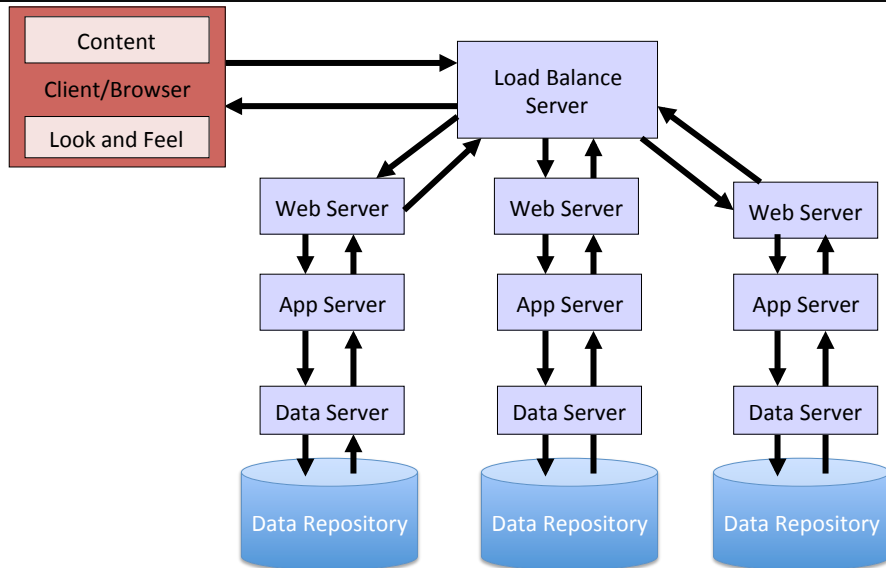 Content
Client/Browser
Look and Feel
Load Balance
Server
Web Server
Web Server
Web Server
App Server
App Server
App Server
Data Server
Data Server
Data Server
Data Repository
Data Repository
Data Repository